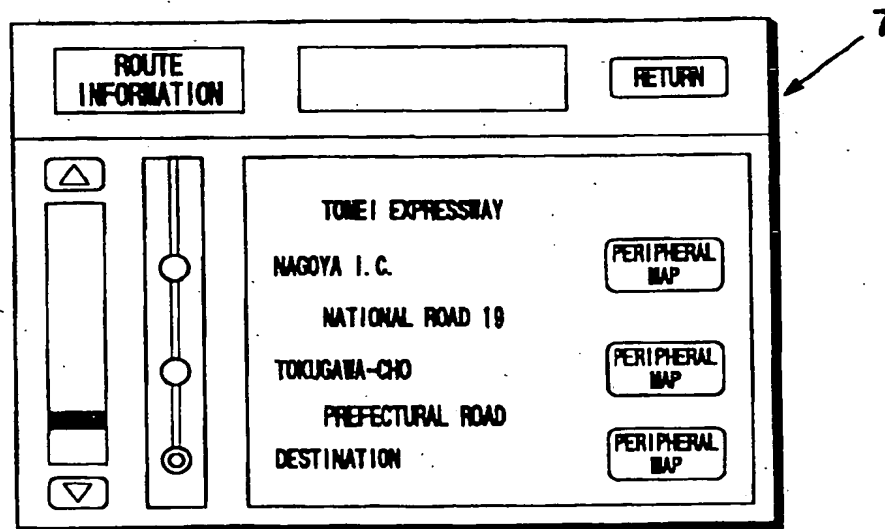 7
ROUTE
INFORMATION
RETURN
TOMEI EXPRESSWAY
NAGOYA I.C.
PERIPHERAL
MAP
NATIONAL ROAD 19
TOKUGAWA-CHO
PERIPHERAL
MAP
PREFECTURAL ROAD
DESTINATION
PERIPHERAL
MAP